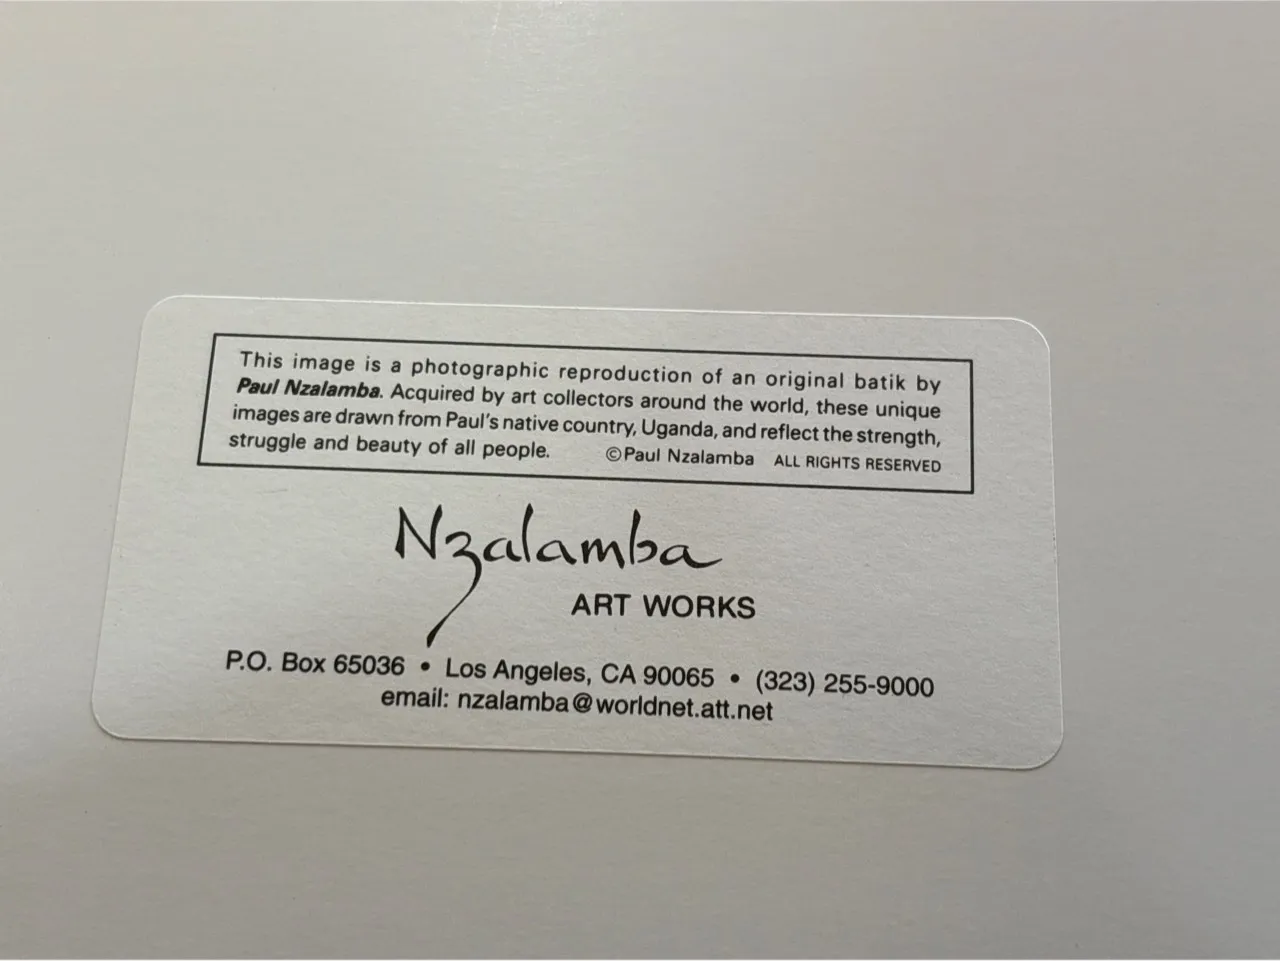 This image is a photographic reproduction of an original batik by
Paul Nzalamba. Acquired by art collectors around the world, these unique
images are drawn from Paul's native country, Uganda, and reflect the strength,
struggle and beauty of all people. ©Paul Nzalamba ALL RIGHTS RESERVED
Nzalamba
ART WORKS
P.O. Box 65036 • Los Angeles, CA 90065 • (323) 255-9000
email: nzalamba@worldnet.att.net